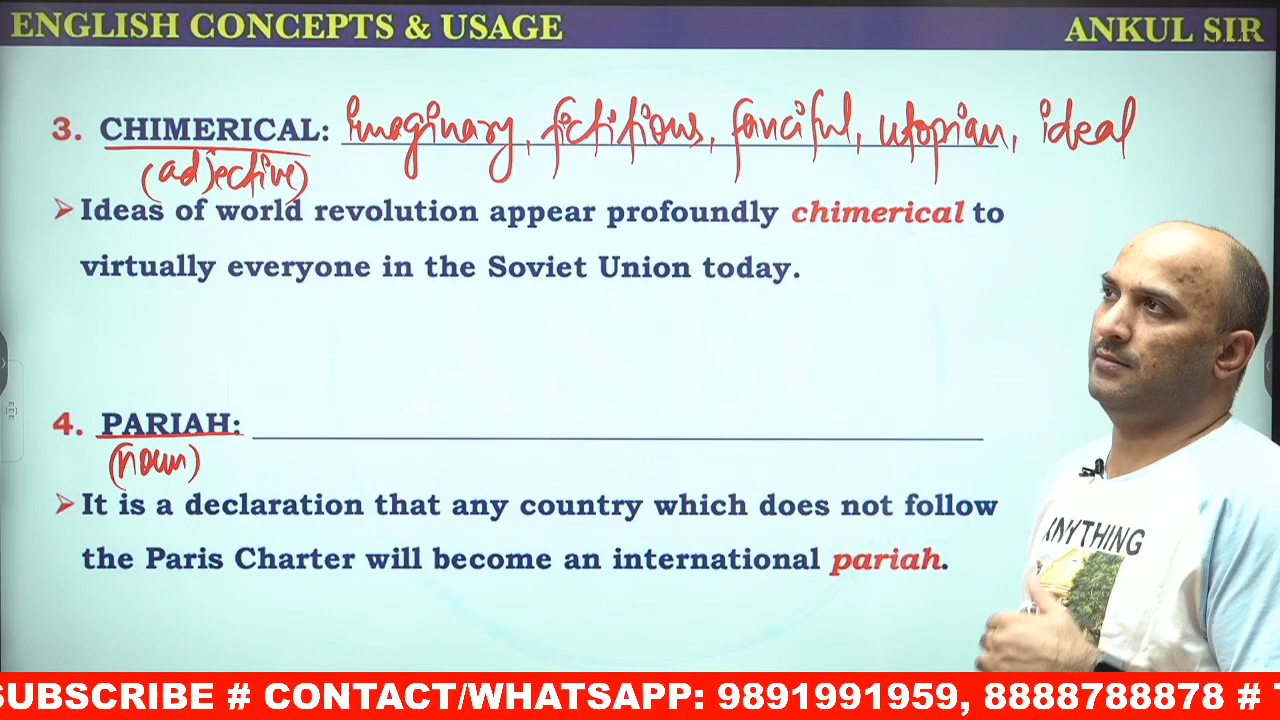 ENGLISH CONCEPTS & USAGE ANKUL SIR
3. CHIMERICAL: Imaginary, fictitious, fanciful, utopian, ideal
(adjective)
➤ Ideas of world revolution appear profoundly chimerical to
virtually everyone in the Soviet Union today.
4. PARIAH:
(noun)
➤ It is a declaration that any country which does not follow
the Paris Charter will become an international pariah.
ANYTHING
SUBSCRIBE # CONTACT/WHATSAPP: 9891991959, 8888788878 #